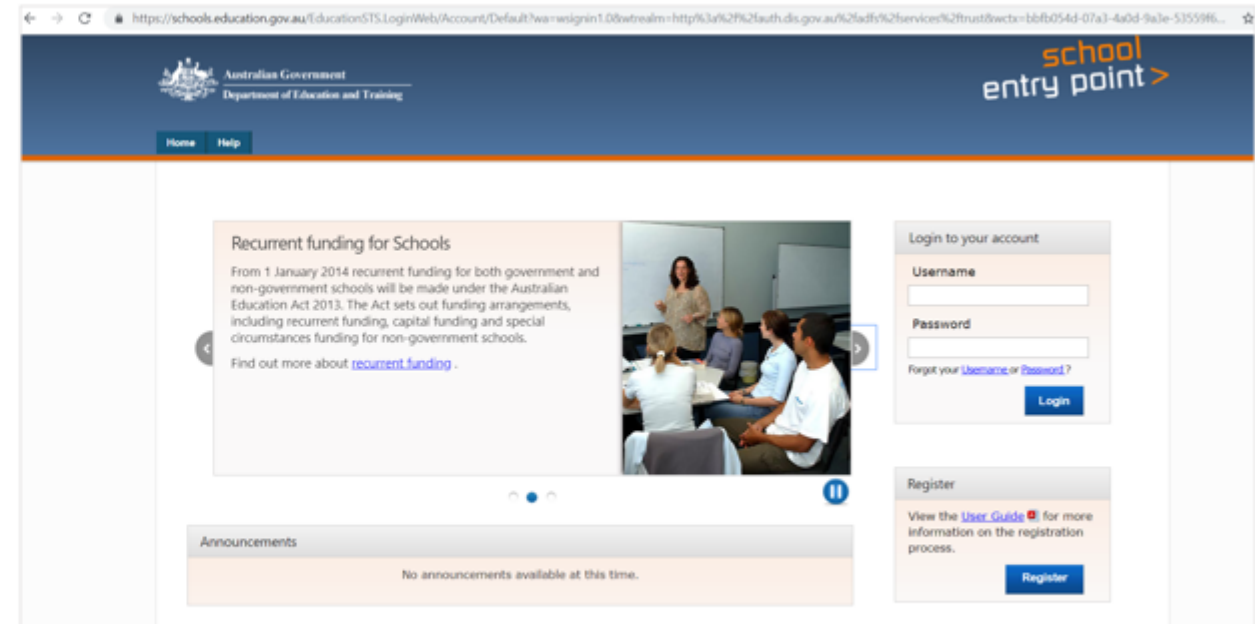 https://schools.education.gov.au/EducationSTS.LoginWeb/Account/Default?wa=wsignin1.0&wtrealm=http%3a%2f%2fauth.dis.gov.au%2fadfs%2fservices%2ftrust&wctx=bbfb054d-07a3-4a0d-9a3e-53559f6...
Australian Government
Department of Education and Training
school
entry point >
Home Help
Recurrent funding for Schools
From 1 January 2014 recurrent funding for both government and
non-government schools will be made under the Australian
Education Act 2013. The Act sets out funding arrangements,
including recurrent funding, capital funding and special
circumstances funding for non-government schools.
Find out more about recurrent funding .
Login to your account
Username
Password
Forgot your Username or Password ?
Login
Announcements
No announcements available at this time.
Register
View the User Guide for more
information on the registration
process.
Register